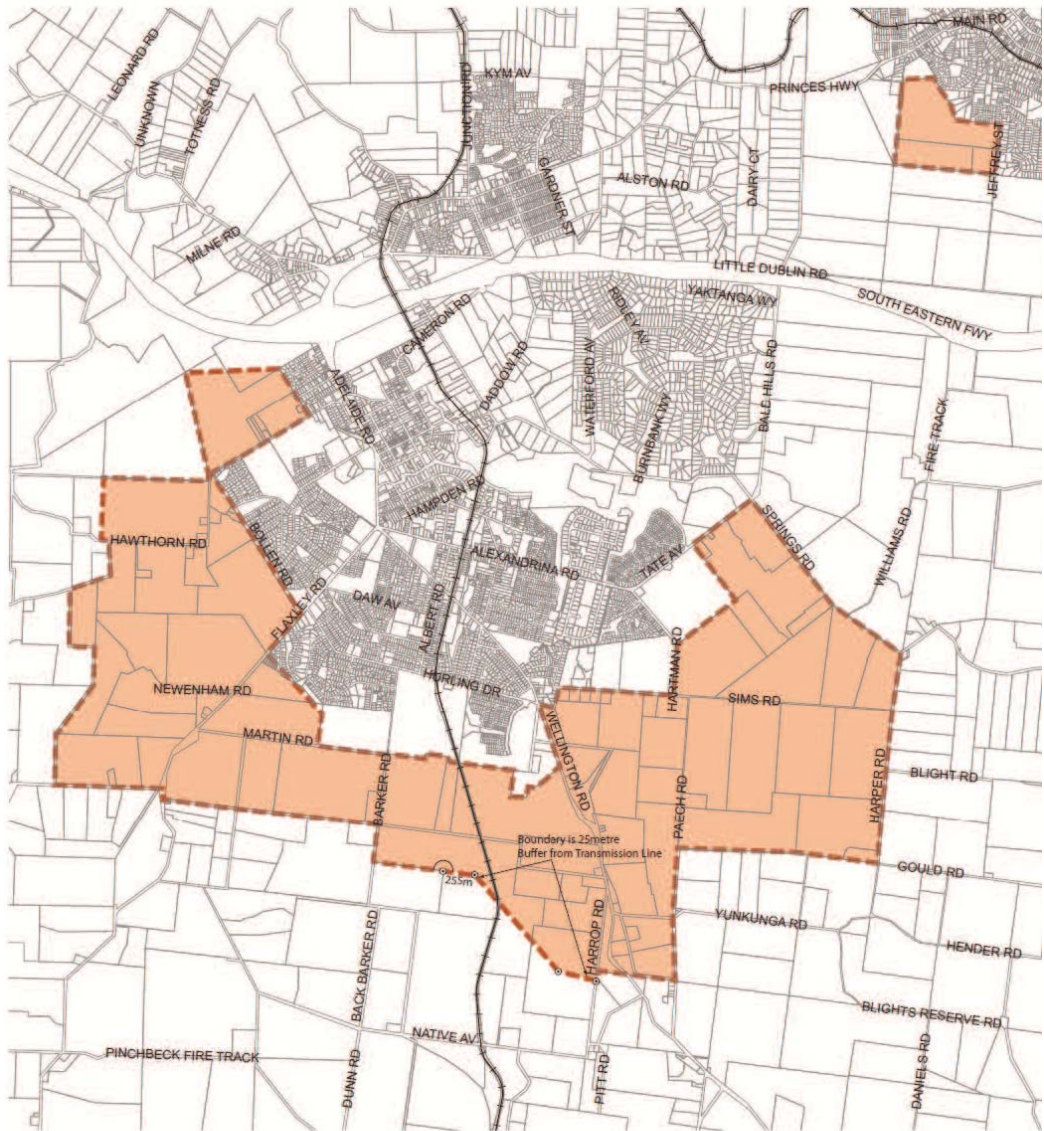 MAIN RD
LEONARD RD
KYM AV
PRINCES HWY
UNKNOWN
TOTNESS RD
JUNCTION RD
JEFFREY ST
GARDNER ST
ALSTON RD
DAIRY CT
MILNE RD
LITTLE DUBLIN RD
YAKTANGA WY
SOUTH EASTERN FWY
CAMERON RD
RIDLEY AV
DADDOW RD
WATERFORD AV
BALD HILLS RD
ADELAIDE RD
BURNBANK WY
FIRE TRACK
HAMPDEN RD
SPRINGS RD
HAWTHORN RD
BOLLEN RD
ALEXANDRINA RD
TATE AV
WILLIAMS RD
FLAXLEY RD
DAW AV
ALBERT RD
HARTMAN RD
NEWENHAM RD
HURLING DR
SIMS RD
MARTIN RD
WELLINGTON RD
BARKER RD
PAECH RD
HARPER RD
BLIGHT RD
Boundary is 25metre
Buffer from Transmission Line
255m
GOULD RD
BACK BARKER RD
HARROP RD
YUNKUNGA RD
HENDER RD
BLIGHTS RESERVE RD
NATIVE AV
PINCHBECK FIRE TRACK
DUNN RD
PITT RD
DANIELS RD